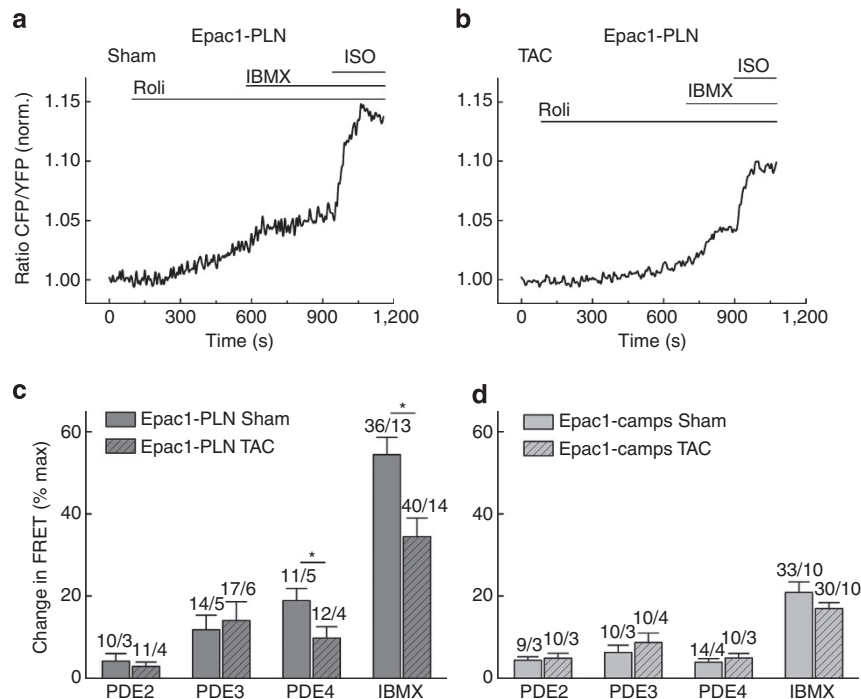 a
Epac1-PLN
Sham
ISO
IBMX
Roli
1.15
1.10
1.05
1.00
Ratio CFP/YFP (norm.)
0 300 600 900 1,200
Time (s)
b
Epac1-PLN
TAC
ISO
IBMX
Roli
1.15
1.10
1.05
1.00
0 300 600 900 1,200
Time (s)
c
Epac1-PLN Sham
Epac1-PLN TAC
60
40
20
0
Change in FRET (% max)
10/3 11/4 14/5 17/6 11/5 * 12/4 36/13 * 40/14
PDE2 PDE3 PDE4 IBMX
d
Epac1-camps Sham
Epac1-camps TAC
60
40
20
0
9/3 10/3 10/3 10/4 14/4 10/3 33/10 30/10
PDE2 PDE3 PDE4 IBMX